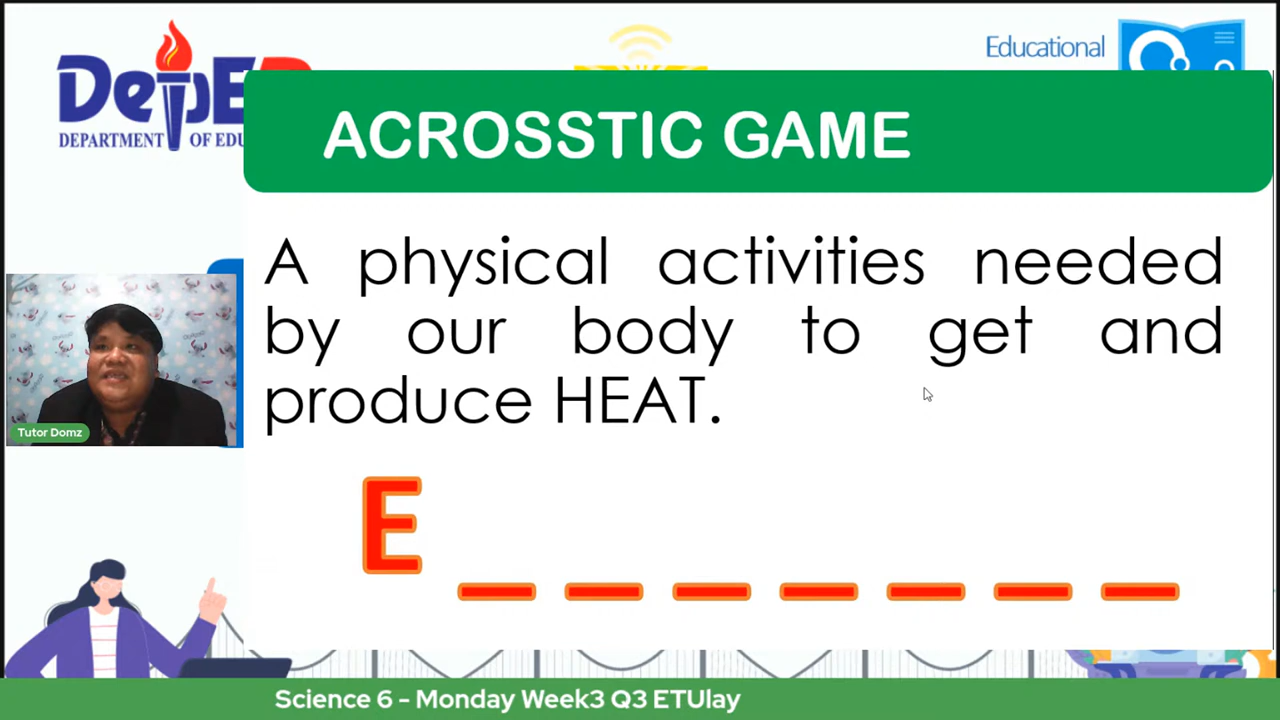 DepED
DEPARTMENT OF EDU
Educational
ACROSSTIC GAME
A physical activities needed
by our body to get and
produce HEAT.
E _ _ _ _ _ _ _
Tutor Domz
Science 6 - Monday Week3 Q3 ETUlay